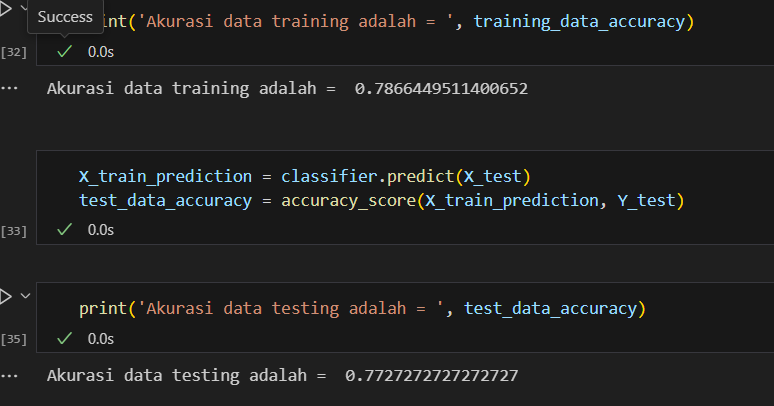 Success
int('Akurasi data training adalah = ', training_data_accuracy)
[32]
0.0s
... Akurasi data training adalah =  0.7866449511400652
X_train_prediction = classifier.predict(X_test)
test_data_accuracy = accuracy_score(X_train_prediction, Y_test)
[33]
0.0s
print('Akurasi data testing adalah = ', test_data_accuracy)
[35]
0.0s
... Akurasi data testing adalah =  0.7727272727272727